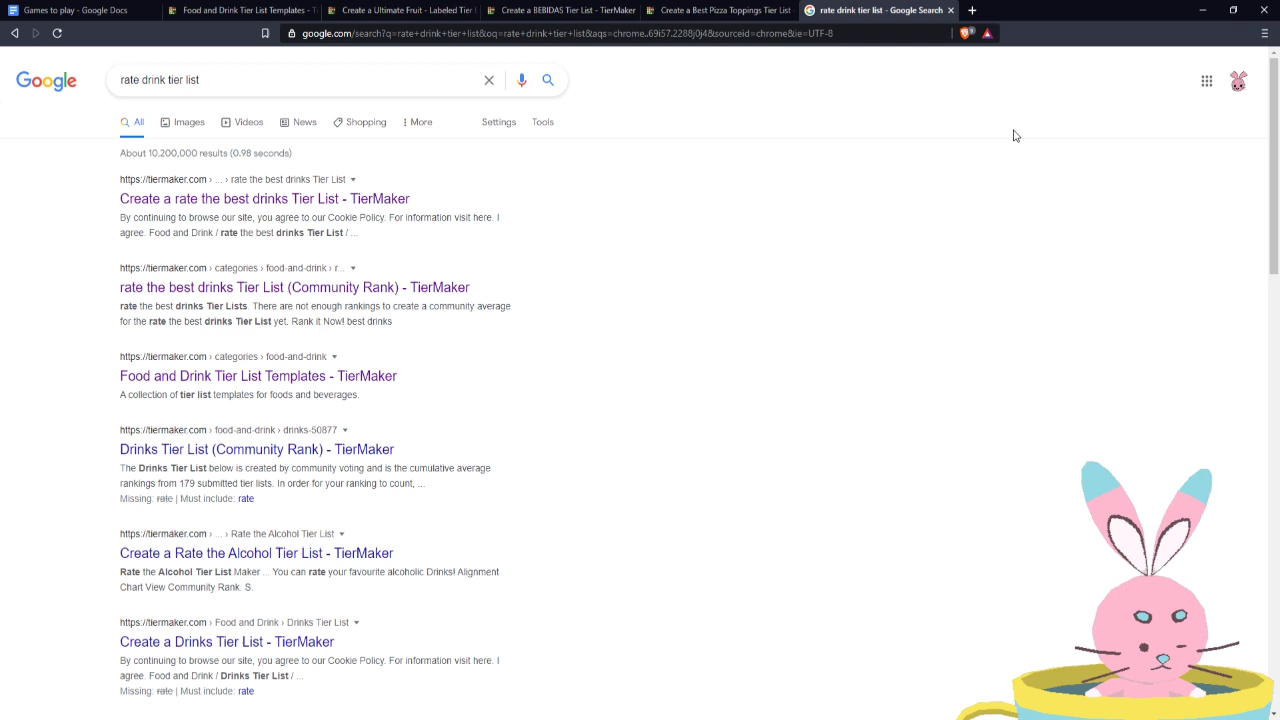 Games to play - Google Docs
Food and Drink Tier List Templates - T
Create a Ultimate Fruit - Labeled Tier
Create a BEBIDAS Tier List - TierMaker
Create a Best Pizza Toppings Tier List
rate drink tier list - Google Search
google.com/search?q=rate+drink+tier+list&oq=rate+drink+tier+list&aqs=chrome..69i57.2288j0j4&sourceid=chrome&ie=UTF-8
Google
rate drink tier list
All
Images
Videos
News
Shopping
More
Settings
Tools
About 10,200,000 results (0.98 seconds)
https://tiermaker.com › ... › rate the best drinks Tier List
Create a rate the best drinks Tier List - TierMaker
By continuing to browse our site, you agree to our Cookie Policy. For information visit here. I
agree. Food and Drink / rate the best drinks Tier List / ...
https://tiermaker.com › categories › food-and-drink › r...
rate the best drinks Tier List (Community Rank) - TierMaker
rate the best drinks Tier Lists. There are not enough rankings to create a community average
for the rate the best drinks Tier List yet. Rank it Now! best drinks
https://tiermaker.com › categories › food-and-drink
Food and Drink Tier List Templates - TierMaker
A collection of tier list templates for foods and beverages.
https://tiermaker.com › food-and-drink › drinks-50877
Drinks Tier List (Community Rank) - TierMaker
The Drinks Tier List below is created by community voting and is the cumulative average
rankings from 179 submitted tier lists. In order for your ranking to count, ...
Missing: rate | Must include: rate
https://tiermaker.com › ... › Rate the Alcohol Tier List
Create a Rate the Alcohol Tier List - TierMaker
Rate the Alcohol Tier List Maker ... You can rate your favourite alcoholic Drinks! Alignment
Chart View Community Rank. S.
https://tiermaker.com › Food and Drink › Drinks Tier List
Create a Drinks Tier List - TierMaker
By continuing to browse our site, you agree to our Cookie Policy. For information visit here. I
agree. Food and Drink / Drinks Tier List / ...
Missing: rate | Must include: rate